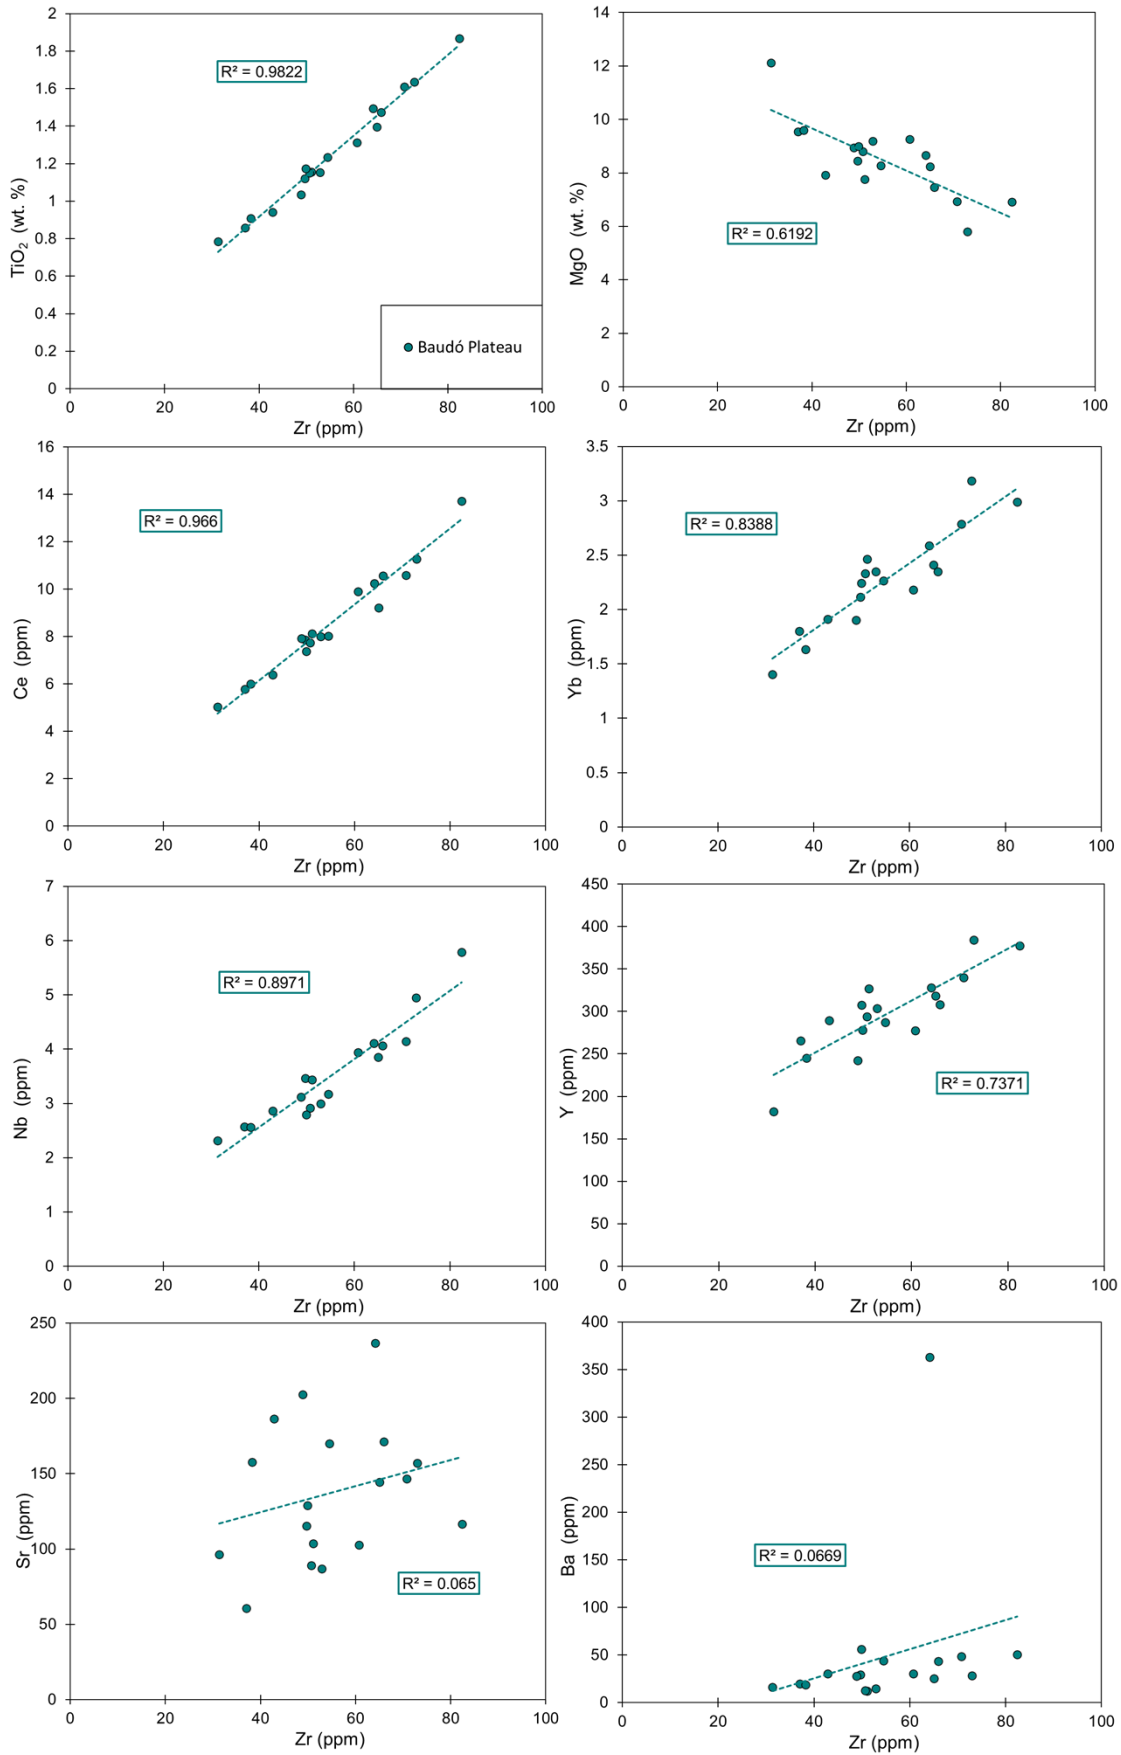 2
1.8
1.6
1.4
1.2
1
0.8
0.6
0.4
0.2
0
TiO₂ (wt. %)
R² = 0.9822
Baudó Plateau
0 20 40 60 80 100
Zr (ppm)
14
12
10
8
6
4
2
0
MgO (wt. %)
R² = 0.6192
0 20 40 60 80 100
Zr (ppm)
16
14
12
10
8
6
4
2
0
Ce (ppm)
R² = 0.966
0 20 40 60 80 100
Zr (ppm)
3.5
3
2.5
2
1.5
1
0.5
0
Yb (ppm)
R² = 0.8388
0 20 40 60 80 100
Zr (ppm)
7
6
5
4
3
2
1
0
Nb (ppm)
R² = 0.8971
0 20 40 60 80 100
Zr (ppm)
450
400
350
300
250
200
150
100
50
0
Y (ppm)
R² = 0.7371
0 20 40 60 80 100
Zr (ppm)
250
200
150
100
50
0
Sr (ppm)
R² = 0.065
0 20 40 60 80 100
Zr (ppm)
400
350
300
250
200
150
100
50
0
Ba (ppm)
R² = 0.0669
0 20 40 60 80 100
Zr (ppm)